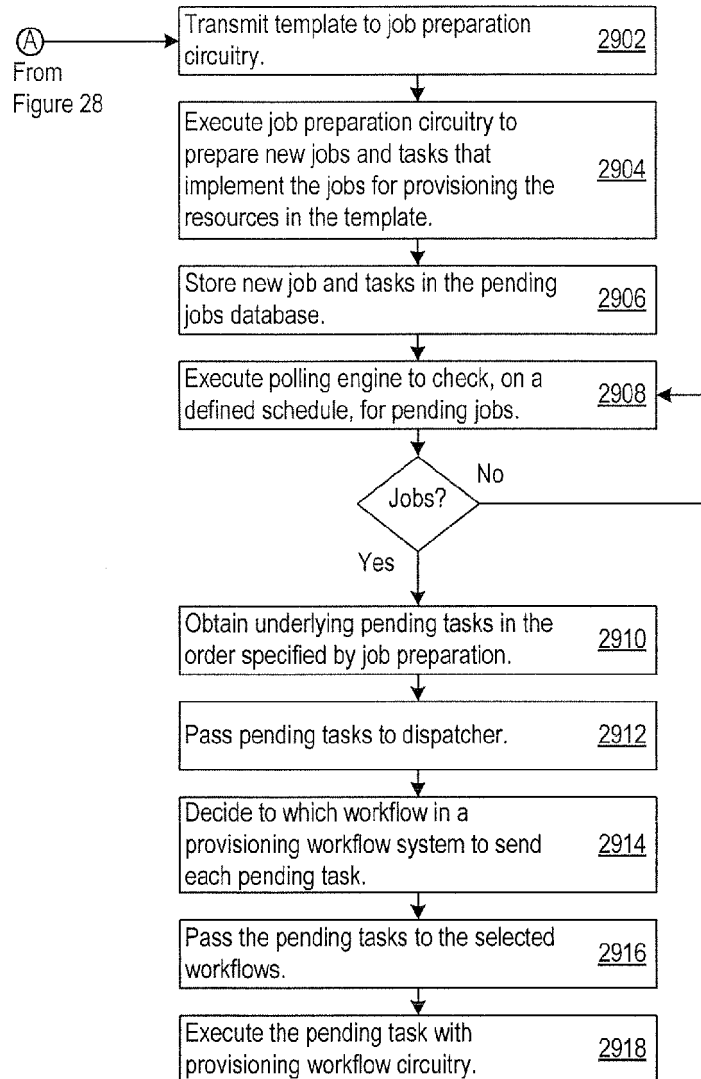 A
From
Figure 28
Transmit template to job preparation
circuitry.
2902
Execute job preparation circuitry to
prepare new jobs and tasks that
implement the jobs for provisioning the
resources in the template.
2904
Store new job and tasks in the pending
jobs database.
2906
Execute polling engine to check, on a
defined schedule, for pending jobs.
2908
Jobs?
No
Yes
Obtain underlying pending tasks in the
order specified by job preparation.
2910
Pass pending tasks to dispatcher.
2912
Decide to which workflow in a
provisioning workflow system to send
each pending task.
2914
Pass the pending tasks to the selected
workflows.
2916
Execute the pending task with
provisioning workflow circuitry.
2918